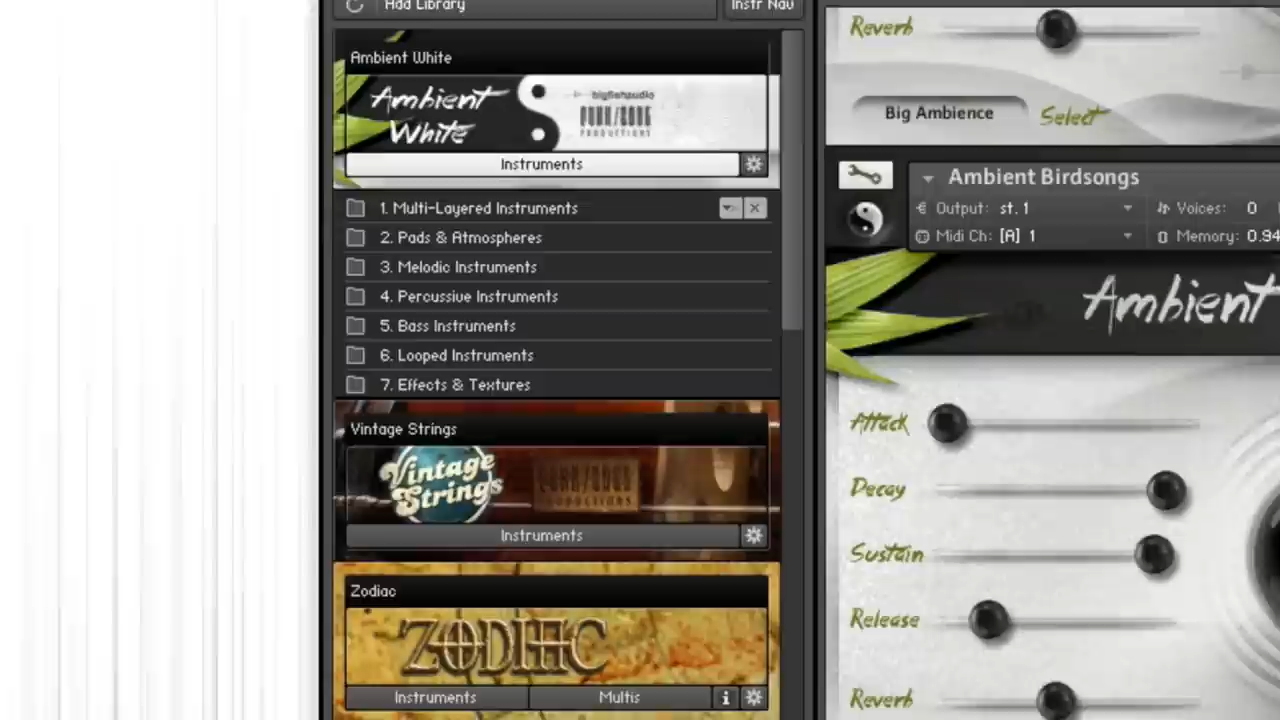 Add Library
Instr Nav
Ambient White
Ambient
White
bigfishaudio
PRODUCTIONS
Instruments
1. Multi-Layered Instruments
2. Pads & Atmospheres
3. Melodic Instruments
4. Percussive Instruments
5. Bass Instruments
6. Looped Instruments
7. Effects & Textures
Vintage Strings
Vintage
Strings
PRODUCTIONS
Instruments
Zodiac
ZODIAC
Instruments
Multis
Reverb
Big Ambience
Select
Ambient Birdsongs
Output: st. 1
Voices: 0
Midi Ch: [A] 1
Memory: 0.94
Ambient
Attack
Decay
Sustain
Release
Reverb